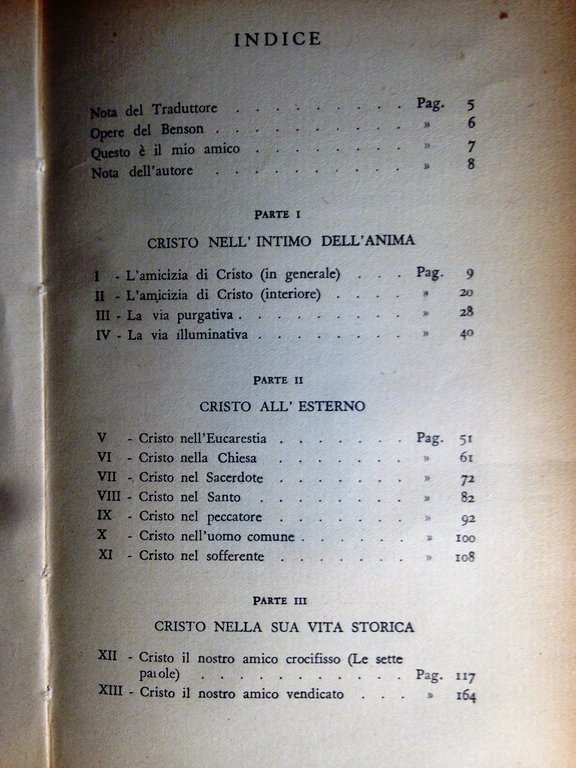 INDICE
Nota del Traduttore . . . . . . . . Pag. 5
Opere del Benson . . . . . . . . . » 6
Questo è il mio amico . . . . . . . » 7
Nota dell'autore . . . . . . . . . » 8
PARTE I
CRISTO NELL' INTIMO DELL'ANIMA
I - L'amicizia di Cristo (in generale) . . . Pag. 9
II - L'amicizia di Cristo (interiore) . . . . » 20
III - La via purgativa . . . . . . . . » 28
IV - La via illuminativa . . . . . . . » 40
PARTE II
CRISTO ALL' ESTERNO
V - Cristo nell'Eucarestia . . . . . . Pag. 51
VI - Cristo nella Chiesa . . . . . . » 61
VII - Cristo nel Sacerdote . . . . . . » 72
VIII - Cristo nel Santo . . . . . . . » 82
IX - Cristo nel peccatore . . . . . . » 92
X - Cristo nell'uomo comune . . . . . » 100
XI - Cristo nel sofferente . . . . . . » 108
PARTE III
CRISTO NELLA SUA VITA STORICA
XII - Cristo il nostro amico crocifisso (Le sette
parole) . . . . . . . . . . Pag. 117
XIII - Cristo il nostro amico vendicato . . . » 164